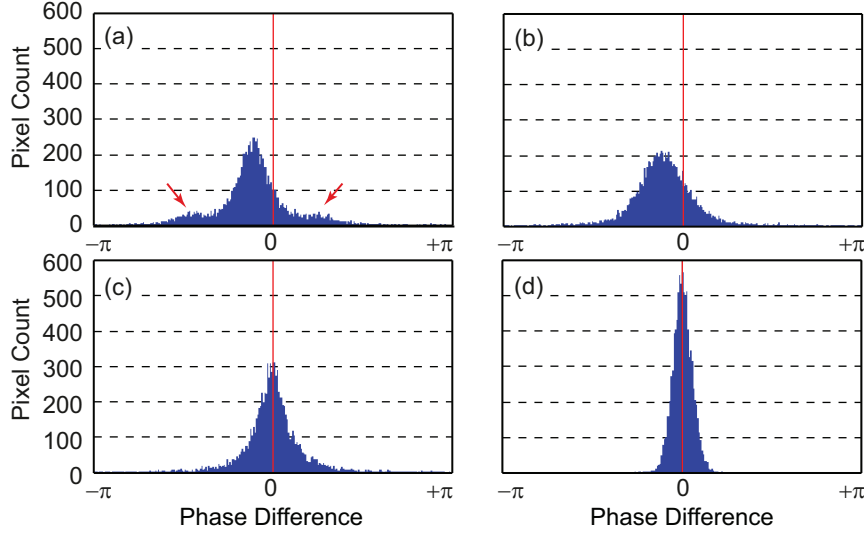 600
500
400
300
200
100
0
Pixel Count
(a)
−π 0 +π
(b)
−π 0 +π
600
500
400
300
200
100
0
Pixel Count
(c)
−π 0 +π
Phase Difference
(d)
−π 0 +π
Phase Difference